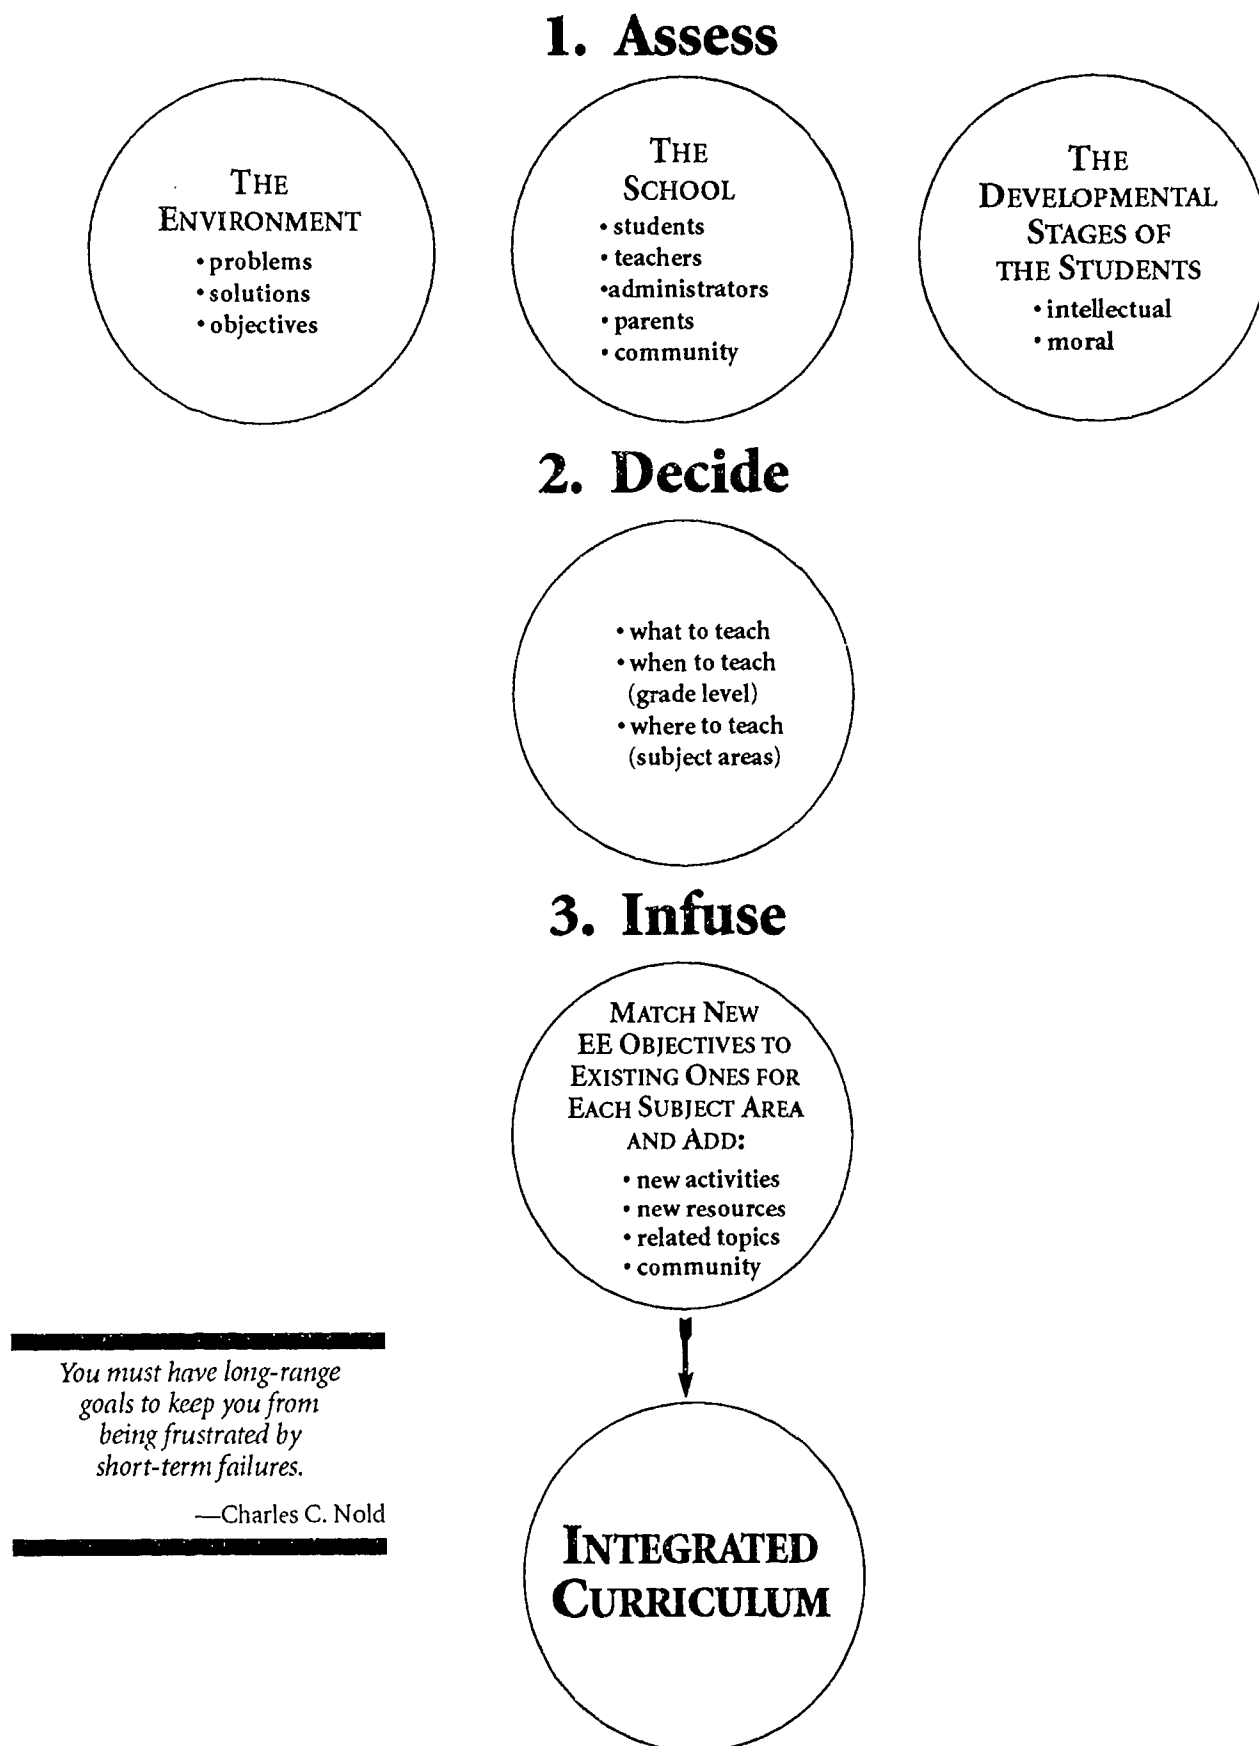 1. Assess
THE
ENVIRONMENT
• problems
• solutions
• objectives
THE
SCHOOL
• students
• teachers
•administrators
• parents
• community
THE
DEVELOPMENTAL
STAGES OF
THE STUDENTS
• intellectual
• moral
2. Decide
• what to teach
• when to teach
(grade level)
• where to teach
(subject areas)
3. Infuse
MATCH NEW
EE OBJECTIVES TO
EXISTING ONES FOR
EACH SUBJECT AREA
AND ADD:
• new activities
• new resources
• related topics
• community
You must have long-range
goals to keep you from
being frustrated by
short-term failures.
—Charles C. Nold
INTEGRATED
CURRICULUM